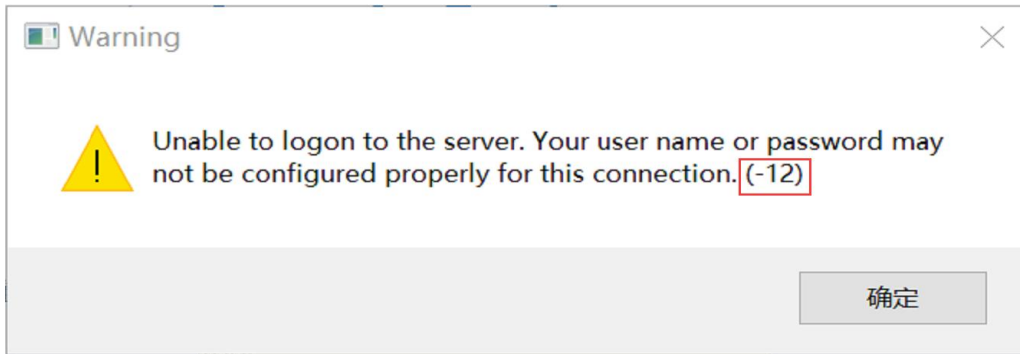 Warning
Unable to logon to the server. Your user name or password may
not be configured properly for this connection. (-12)
确定